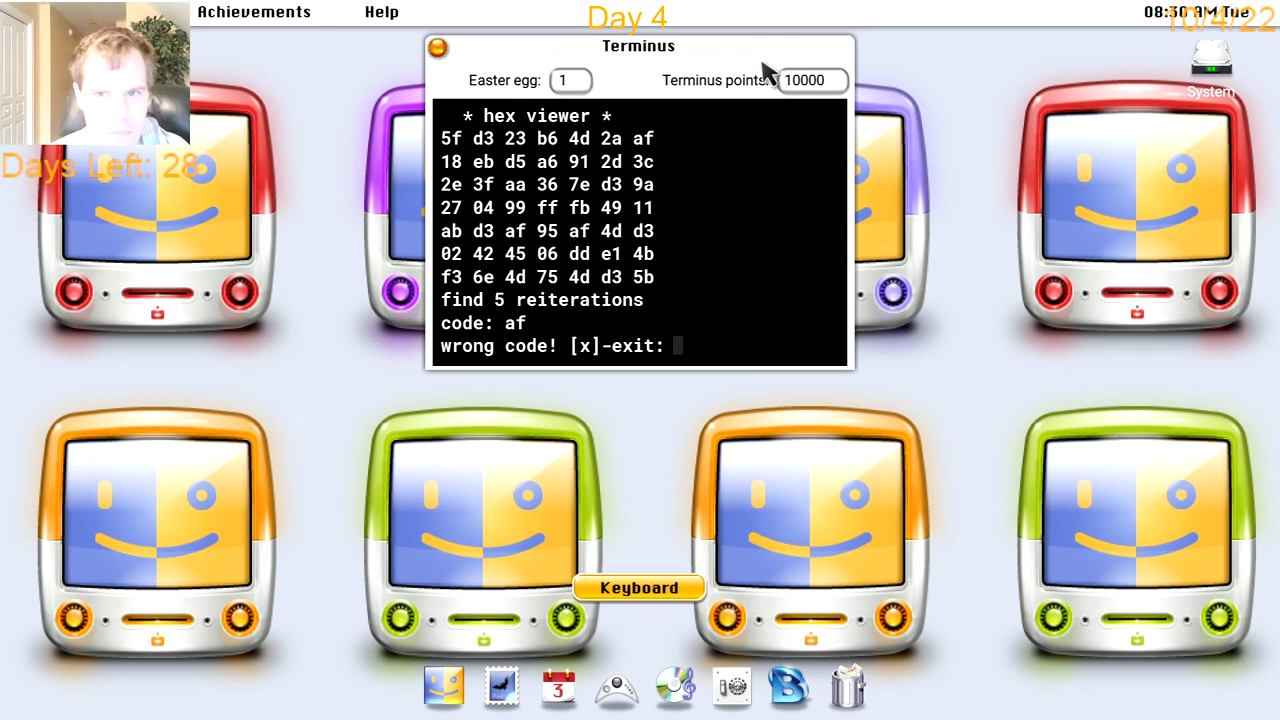 Achievements Help Day 4 08:30 AM Tue
10/4/22
Terminus
Easter egg: 1 Terminus points: 10000
System
* hex viewer *
5f d3 23 b6 4d 2a af
18 eb d5 a6 91 2d 3c
2e 3f aa 36 7e d3 9a
27 04 99 ff fb 49 11
ab d3 af 95 af 4d d3
02 42 45 06 dd e1 4b
f3 6e 4d 75 4d d3 5b
find 5 reiterations
code: af
wrong code! [x]-exit:
Days Left: 28
Keyboard
3
B